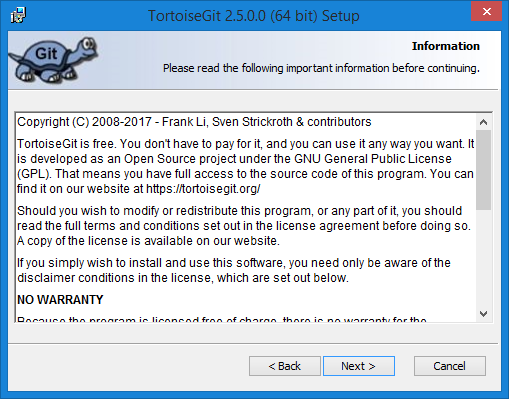 TortoiseGit 2.5.0.0 (64 bit) Setup
Git
Information
Please read the following important information before continuing.
Copyright (C) 2008-2017 - Frank Li, Sven Strickroth & contributors
TortoiseGit is free. You don't have to pay for it, and you can use it any way you want. It
is developed as an Open Source project under the GNU General Public License
(GPL). That means you have full access to the source code of this program. You can
find it on our website at https://tortoisegit.org/
Should you wish to modify or redistribute this program, or any part of it, you should
read the full terms and conditions set out in the license agreement before doing so.
A copy of the license is available on our website.
If you simply wish to install and use this software, you need only be aware of the
disclaimer conditions in the license, which are set out below.
NO WARRANTY
Because the program is licensed free of charge, there is no warranty for the
< Back
Next >
Cancel